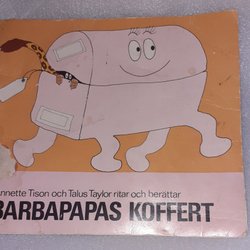 nnette Tison och Talus Taylor ritar och berättar
BARBAPAPAS KOFFERT